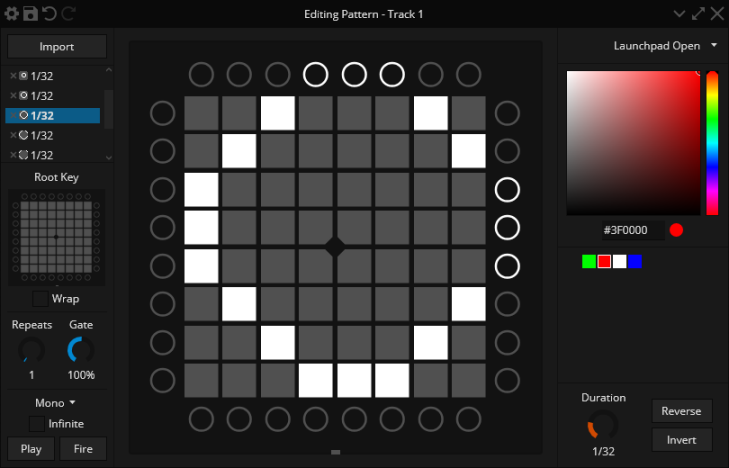 Editing Pattern - Track 1
Import
1/32
1/32
1/32
1/32
1/32
Root Key
Wrap
Repeats Gate
1 100%
Mono
Infinite
Play Fire
Launchpad Open
#3F0000
Duration
1/32
Reverse
Invert